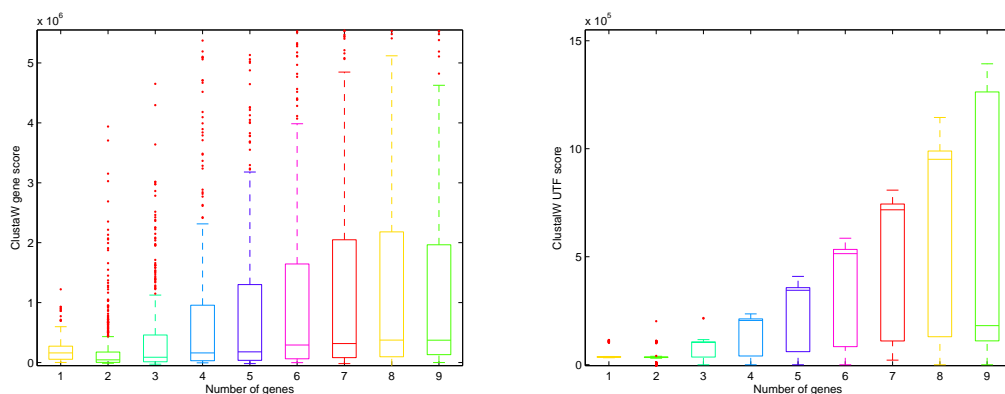 x 10^6
5
4
3
2
1
0
ClustaW gene score
1 2 3 4 5 6 7 8 9
Number of genes
x 10^5
15
10
5
0
ClustalW UTF score
1 2 3 4 5 6 7 8 9
Number of genes